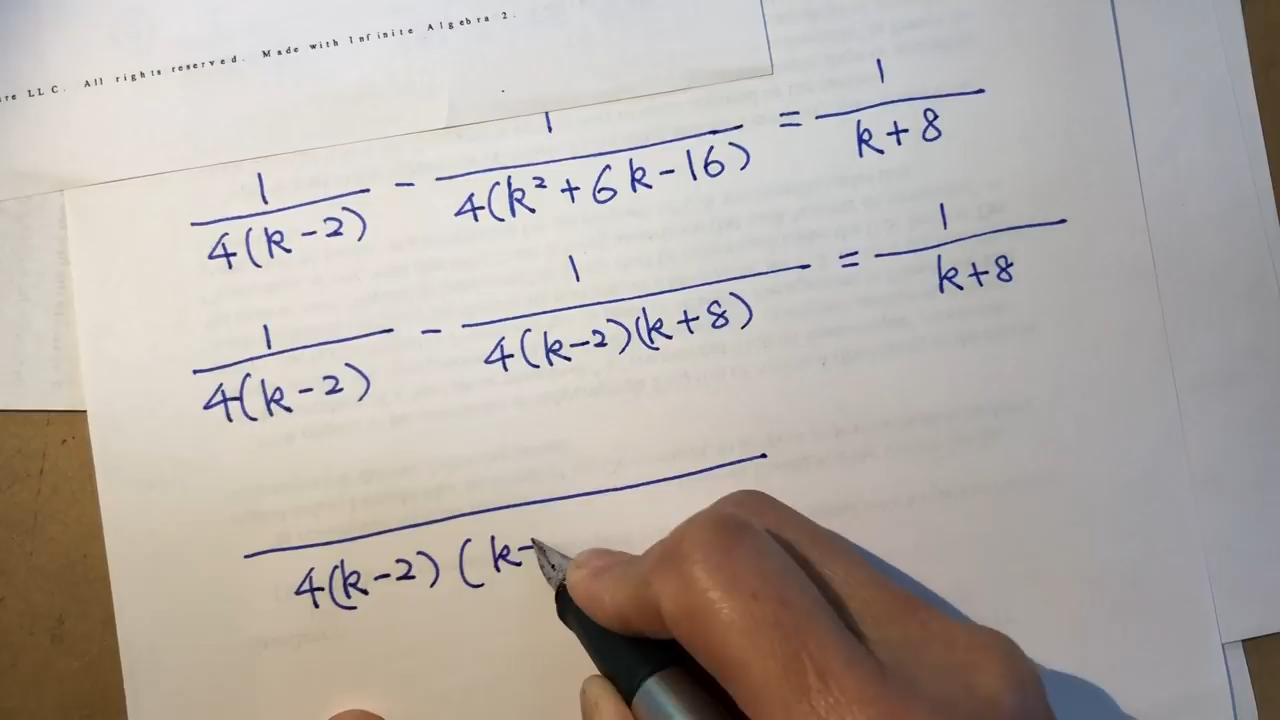 LLC. All rights reserved. Made with Infinite Algebra 2.
1/(4(k-2)) - 1/(4(k²+6k-16)) = 1/(k+8)
1/(4(k-2)) - 1/(4(k-2)(k+8)) = 1/(k+8)
4(k-2)(k-